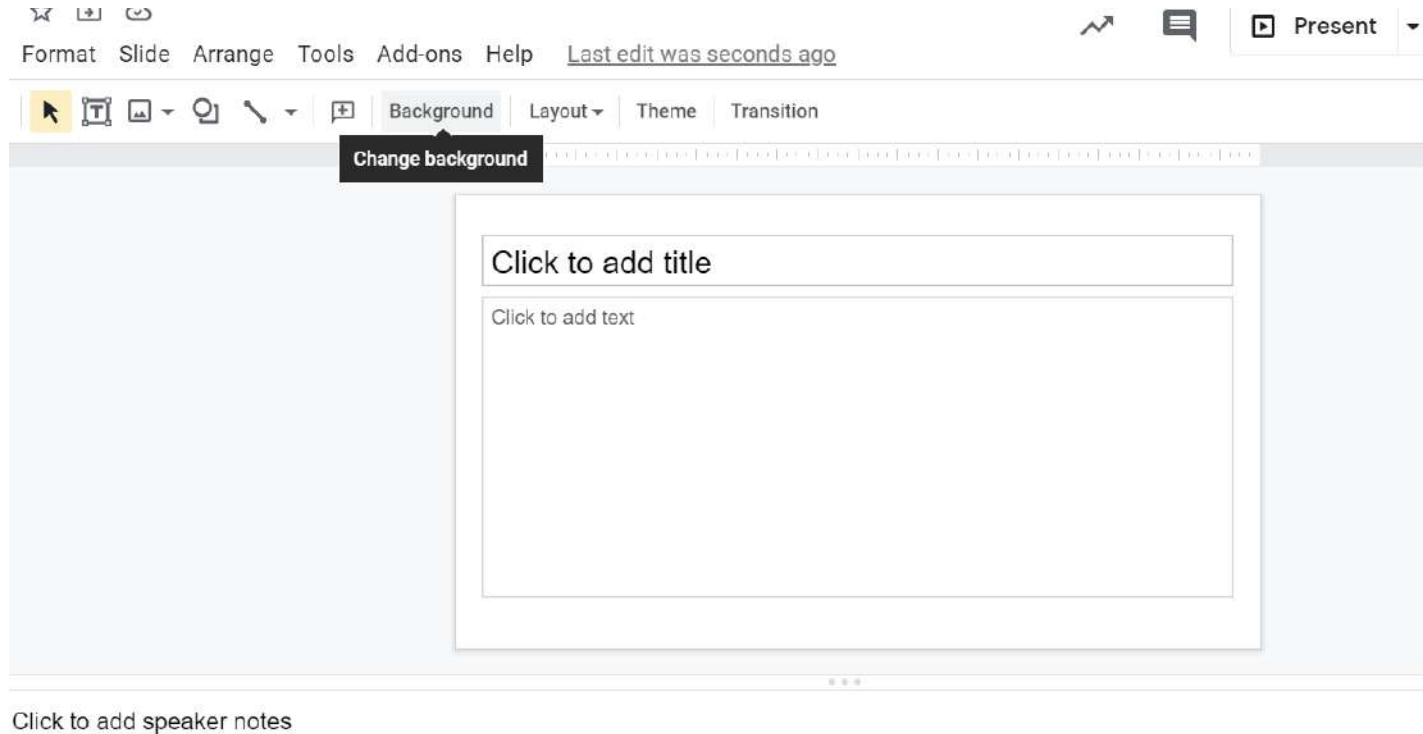 Present
Format Slide Arrange Tools Add-ons Help Last edit was seconds ago
Background Layout Theme Transition
Change background
Click to add title
Click to add text
Click to add speaker notes